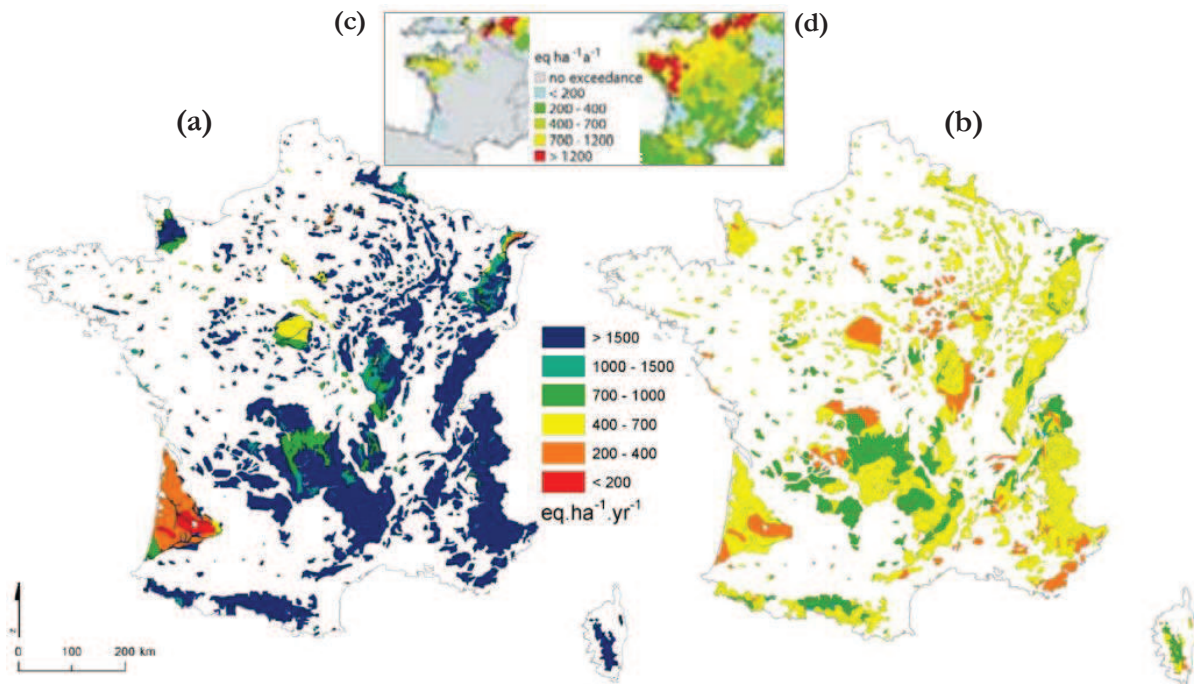 (c)
(d)
eq ha -1 a -1
no exceedance
< 200
200 - 400
400 - 700
700 - 1200
> 1200
(a)
(b)
> 1500
1000 - 1500
700 - 1000
400 - 700
200 - 400
< 200
eq.ha-1.yr-1
0 100 200 km